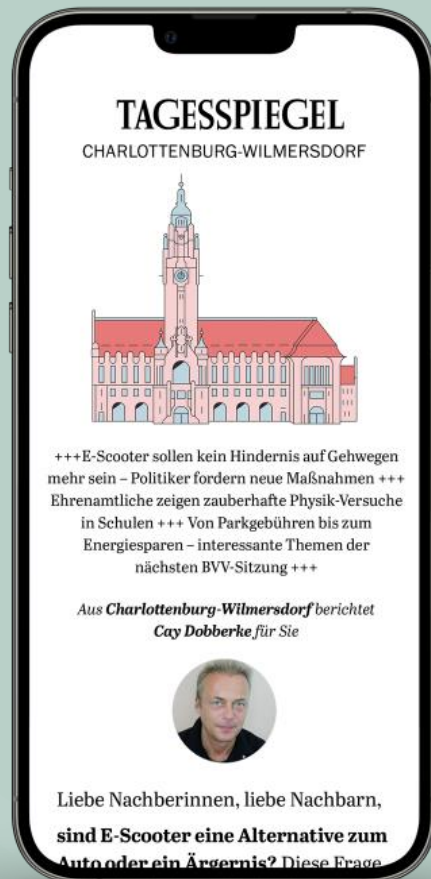 TAGESSPIEGEL
CHARLOTTENBURG-WILMERSDORF
+++E-Scooter sollen kein Hindernis auf Gehwegen
mehr sein – Politiker fordern neue Maßnahmen +++
Ehrenamtliche zeigen zauberhafte Physik-Versuche
in Schulen +++ Von Parkgebühren bis zum
Energiesparen – interessante Themen der
nächsten BVV-Sitzung +++
Aus Charlottenburg-Wilmersdorf berichtet
Cay Dobberke für Sie
Liebe Nachberinnen, liebe Nachbarn,
sind E-Scooter eine Alternative zum
Auto oder ein Ärgernis? Diese Frage